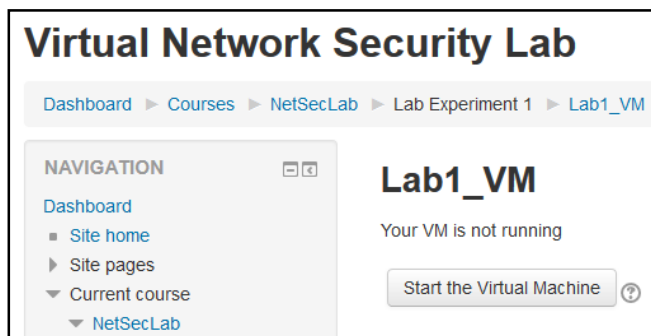 Virtual Network Security Lab
Dashboard ▶ Courses ▶ NetSecLab ▶ Lab Experiment 1 ▶ Lab1_VM
NAVIGATION
Dashboard
Site home
Site pages
Current course
NetSecLab
Lab1_VM
Your VM is not running
Start the Virtual Machine